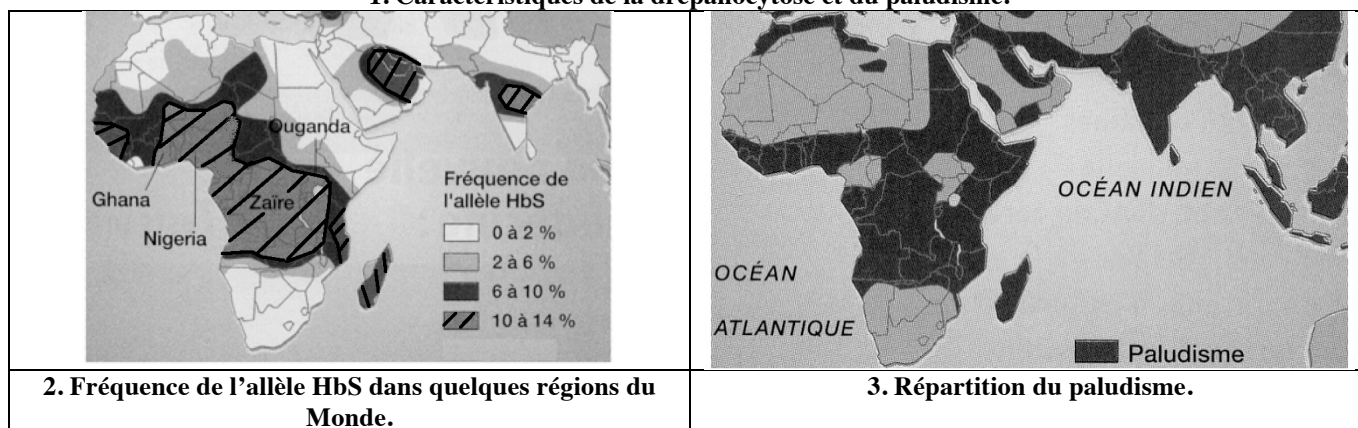 1. Caractéristiques de la drépanocytose et du paludisme.
Ouganda
Ghana
Zaïre
Nigeria
Fréquence de
l'allèle HbS
0 à 2 %
2 à 6 %
6 à 10 %
10 à 14 %
OCÉAN INDIEN
OCÉAN
ATLANTIQUE
Paludisme
2. Fréquence de l'allèle HbS dans quelques régions du
Monde.
3. Répartition du paludisme.